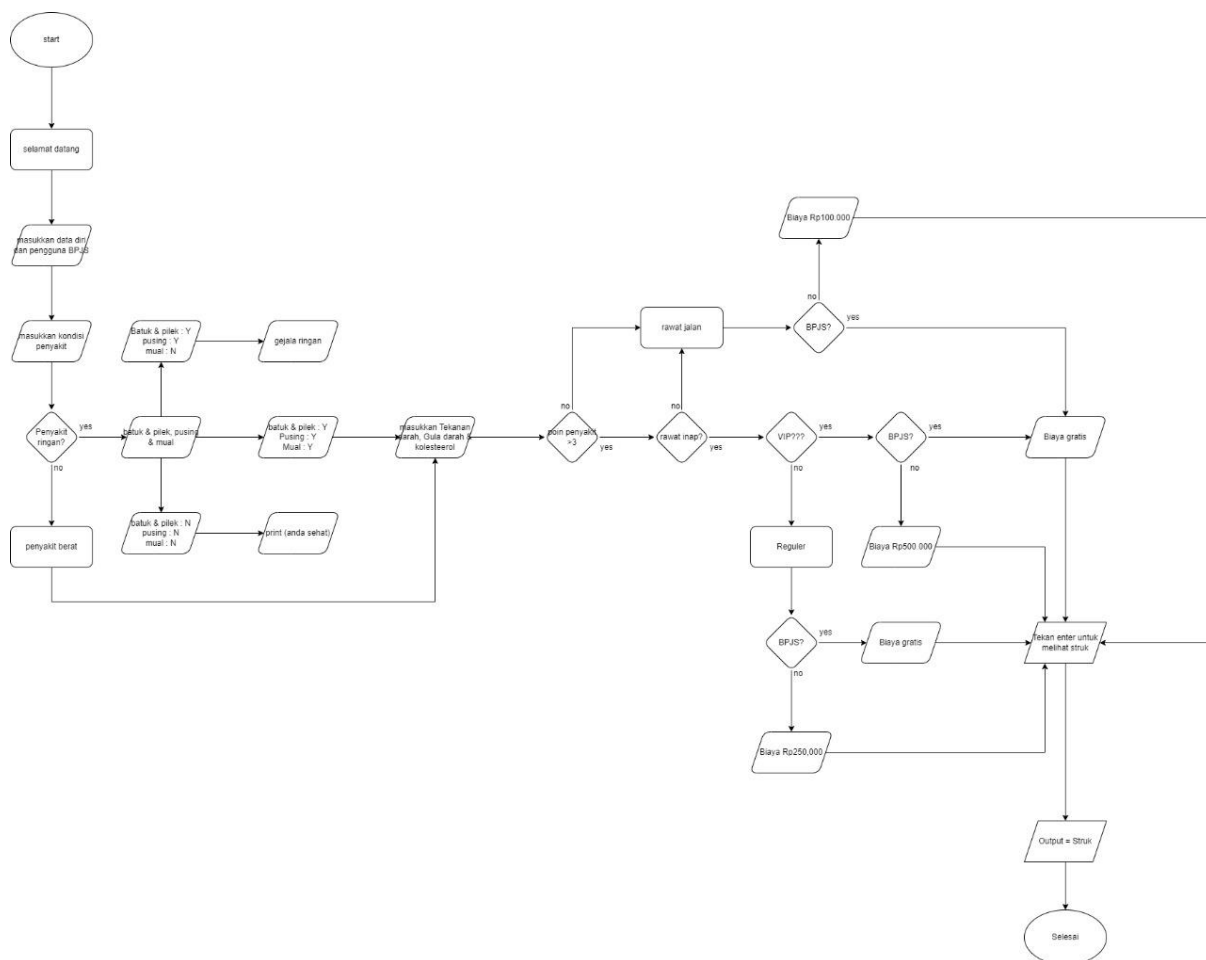 start
selamat datang
masukkan data diri
dan pengguna BPJS
masukkan kondisi
penyakit
Penyakit
ringan?
yes
no
penyakit berat
Batuk & pilek : Y
pusing : Y
mual : N
gejala ringan
batuk & pilek, pusing
& mual
batuk & pilek : Y
Pusing : Y
Mual : Y
batuk & pilek : N
pusing : N
mual : N
print (anda sehat)
masukkan Tekanan
darah, Gula darah &
kolesteerol
poin penyakit
>3
no
yes
rawat jalan
rawat inap?
no
yes
BPJS?
no
yes
Biaya Rp100.000
VIP???
yes
no
BPJS?
yes
no
Biaya gratis
Biaya Rp500.000
Reguler
BPJS?
yes
no
Biaya gratis
Biaya Rp250,000
Tekan enter untuk
melihat struk
Output = Struk
Selesai